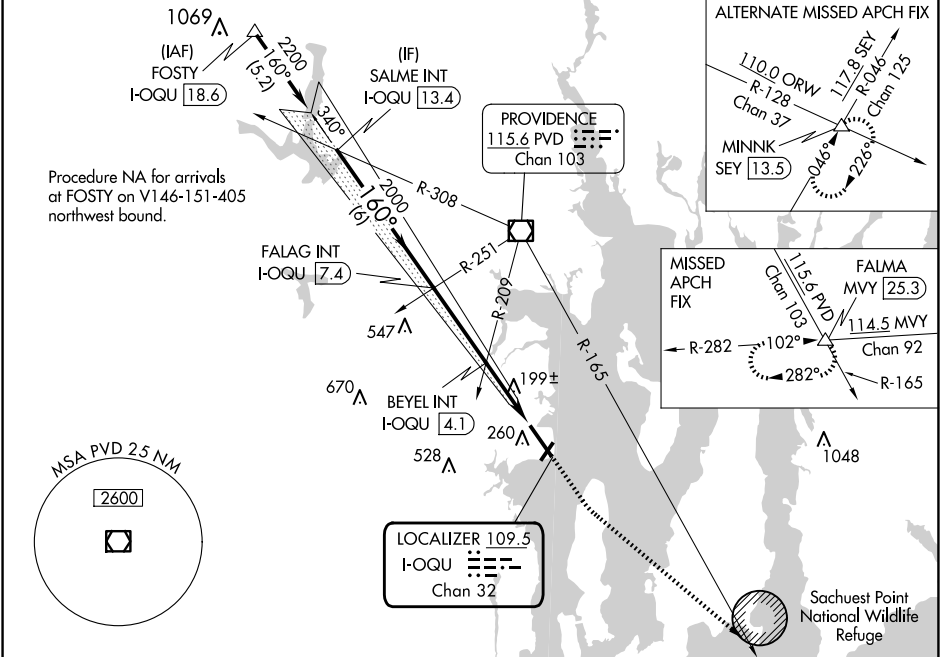 1069
(IAF)
FOSTY
I-OQU 18.6
2200
160°
(5.2)
(IF)
SALME INT
I-OQU 13.4
340°
Procedure NA for arrivals
at FOSTY on V146-151-405
northwest bound.
PROVIDENCE
115.6 PVD
Chan 103
R-308
2000
160°
(6)
FALAG INT
I-OQU 7.4
R-251
R-209
R-165
547
670
BEYEL INT
I-OQU 4.1
199±
260
528
1048
MSA PVD 25 NM
2600
LOCALIZER 109.5
I-OQU
Chan 32
Sachuest Point
National Wildlife
Refuge
ALTERNATE MISSED APCH FIX
110.0 ORW
R-128
Chan 37
117.8 SEY
R-046
Chan 125
MINNK
SEY 13.5
046°
226°
MISSED
APCH
FIX
115.6 PVD
Chan 103
FALMA
MVY 25.3
114.5 MVY
Chan 92
R-282
102°
282°
R-165